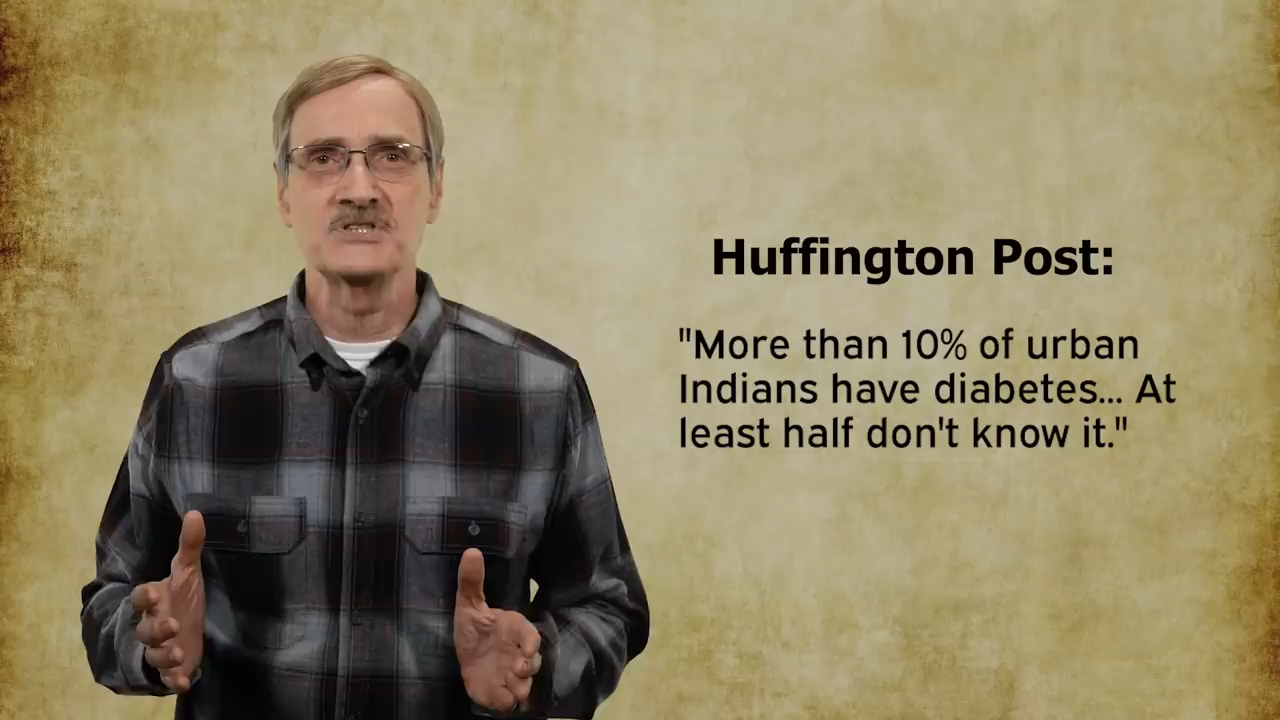 Huffington Post:
"More than 10% of urban
Indians have diabetes... At
least half don't know it."